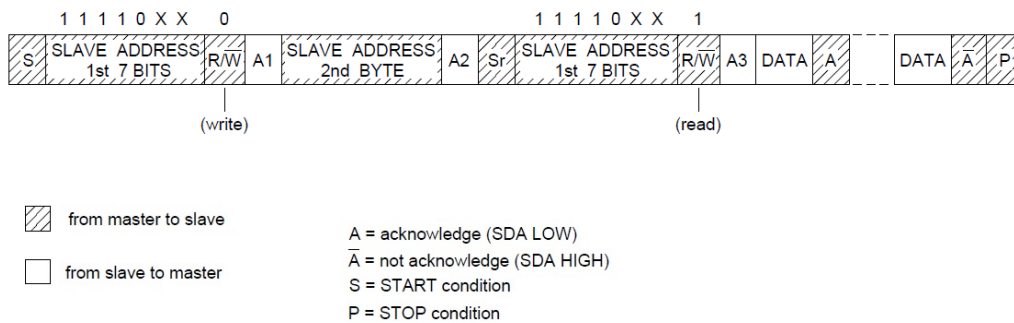 1 1 1 1 0 X X 0 1 1 1 1 0 X X 1
S SLAVE ADDRESS 1st 7 BITS R/W̅ A1 SLAVE ADDRESS 2nd BYTE A2 Sr SLAVE ADDRESS 1st 7 BITS R/W̅ A3 DATA A DATA A̅ P
(write) (read)
from master to slave
from slave to master
A = acknowledge (SDA LOW)
A̅ = not acknowledge (SDA HIGH)
S = START condition
P = STOP condition